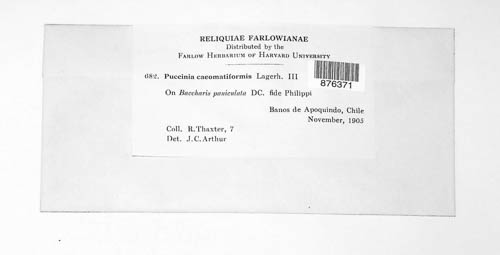 RELIQUIAE FARLOWIANAE
Distributed by the
FARLOW HERBARIUM OF HARVARD UNIVERSITY
682. Puccinia caeomatiformis Lagerh. III
876371
On Baccharis paniculata DC. fide Philippi
Banos de Apoquindo, Chile
November, 1905
Coll. R. Thaxter, 7
Det. J. C. Arthur